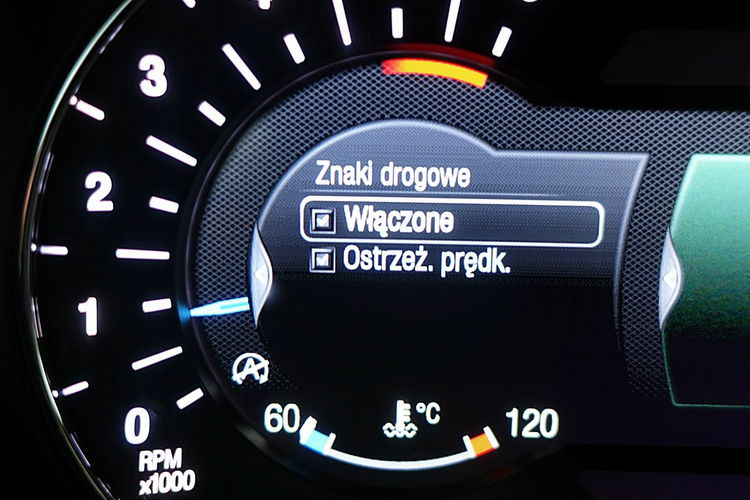 3
2
1
0
RPM
x1000
Znaki drogowe
Włączone
Ostrzeż. prędk.
A
60 °C 120